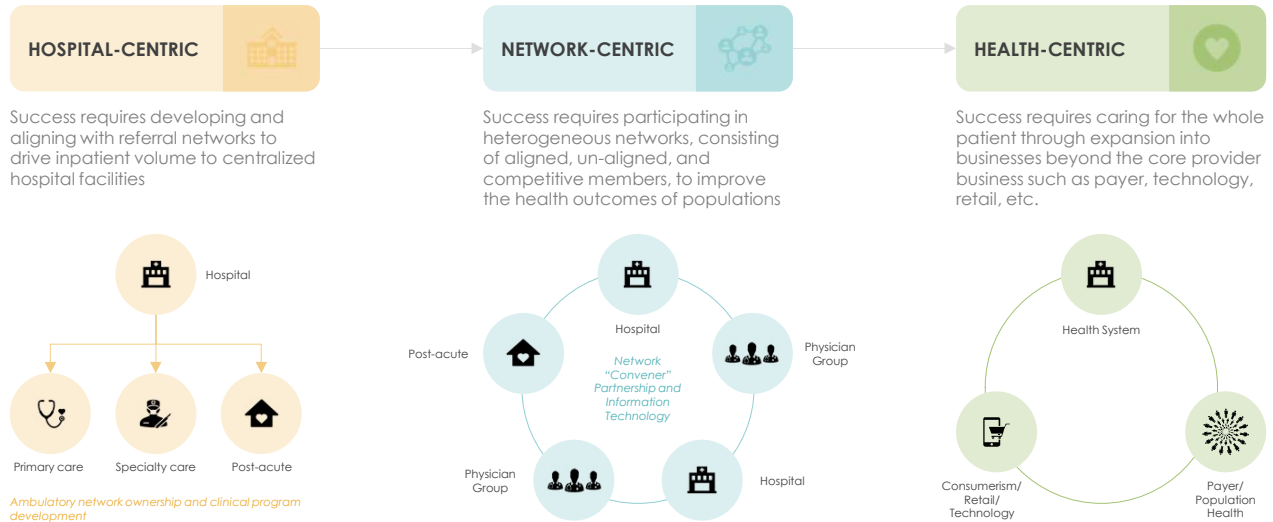 HOSPITAL-CENTRIC
Success requires developing and
aligning with referral networks to
drive inpatient volume to centralized
hospital facilities
Hospital
Primary care
Specialty care
Post-acute
Ambulatory network ownership and clinical program
development
NETWORK-CENTRIC
Success requires participating in
heterogeneous networks, consisting
of aligned, un-aligned, and
competitive members, to improve
the health outcomes of populations
Hospital
Post-acute
Physician
Group
Network
“Convener”
Partnership and
Information
Technology
Physician
Group
Hospital
HEALTH-CENTRIC
Success requires caring for the whole
patient through expansion into
businesses beyond the core provider
business such as payer, technology,
retail, etc.
Health System
Consumerism/
Retail/
Technology
Payer/
Population
Health